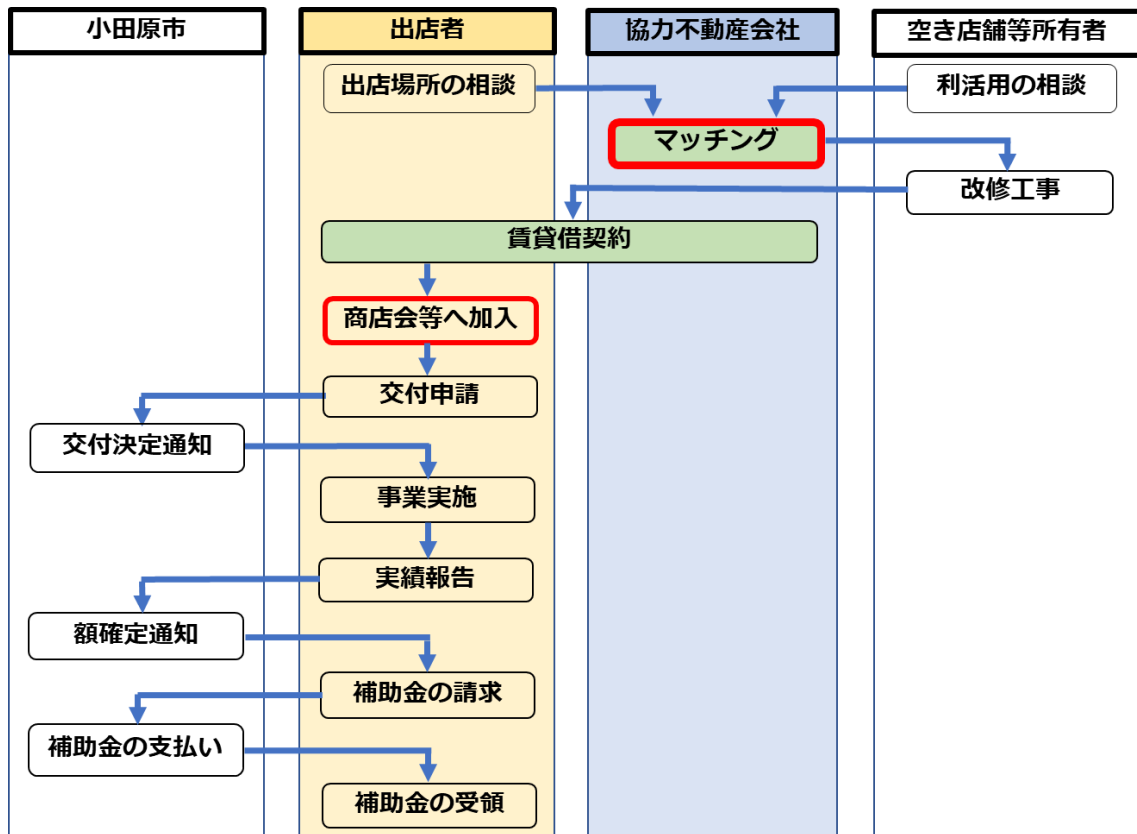 小田原市
出店者
協力不動産会社
空き店舗等所有者
出店場所の相談
利活用の相談
マッチング
改修工事
賃貸借契約
商店会等へ加入
交付申請
交付決定通知
事業実施
実績報告
額確定通知
補助金の請求
補助金の支払い
補助金の受領